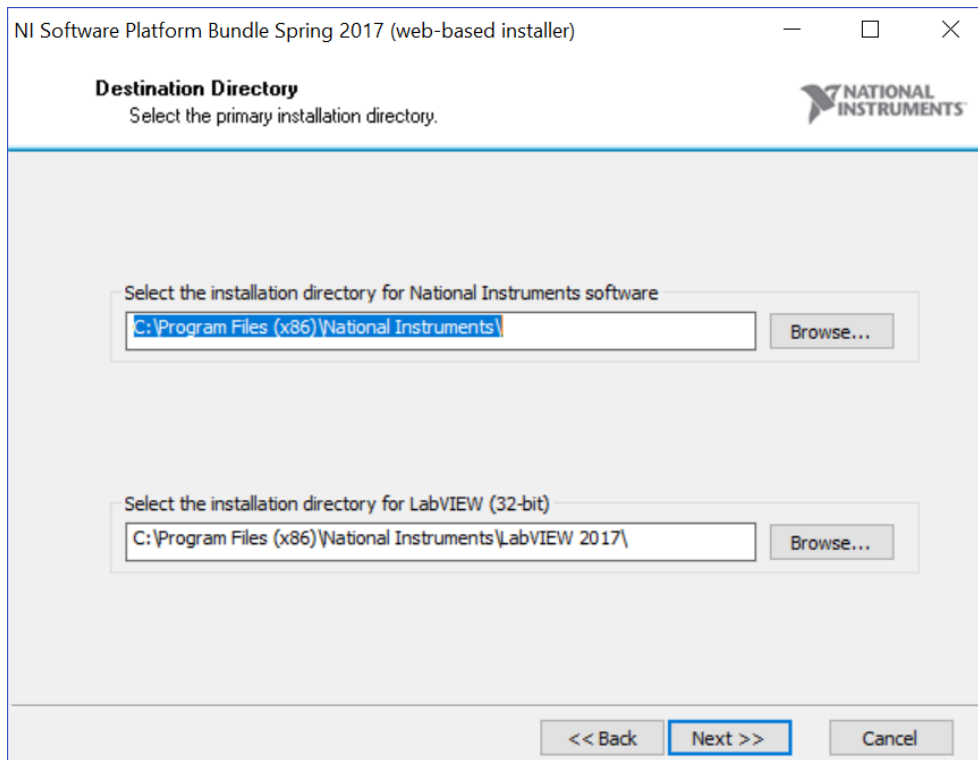 NI Software Platform Bundle Spring 2017 (web-based installer)
Destination Directory
Select the primary installation directory.
NATIONAL
INSTRUMENTS
Select the installation directory for National Instruments software
C:\Program Files (x86)\National Instruments\
Browse...
Select the installation directory for LabVIEW (32-bit)
C:\Program Files (x86)\National Instruments\LabVIEW 2017\
Browse...
<< Back
Next >>
Cancel